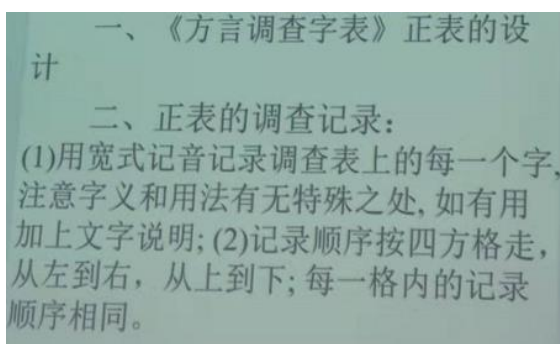 一、《方言调查字表》正表的设
计
二、正表的调查记录：
(1)用宽式记音记录调查表上的每一个字,
注意字义和用法有无特殊之处, 如有用
加上文字说明; (2)记录顺序按四方格走，
从左到右，从上到下; 每一格内的记录
顺序相同。